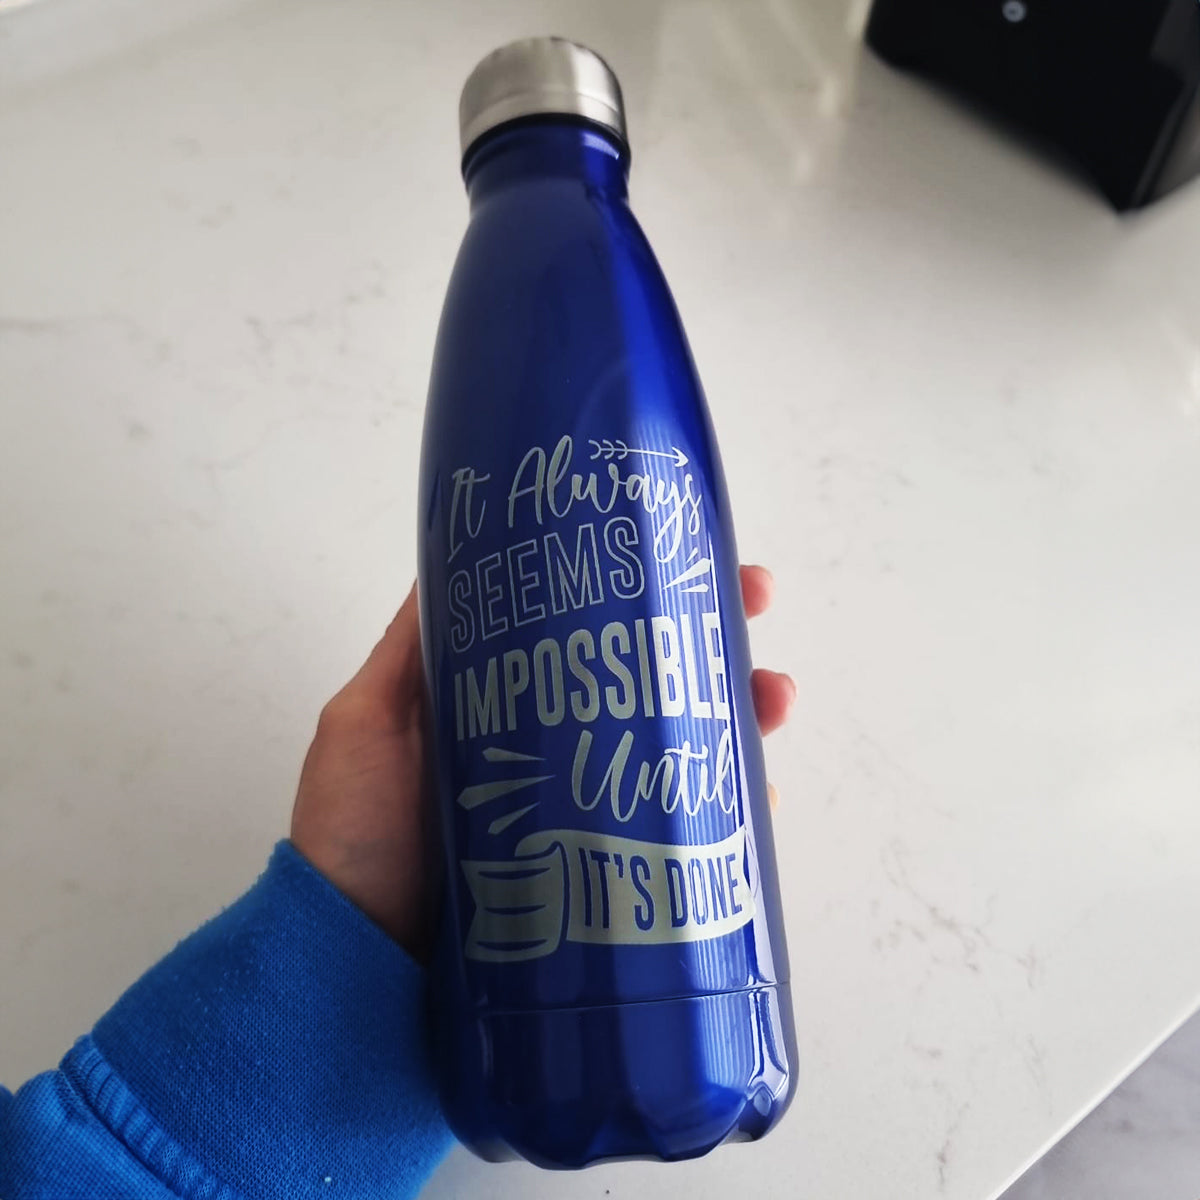 It Always
SEEMS
IMPOSSIBLE
Until
IT'S DONE